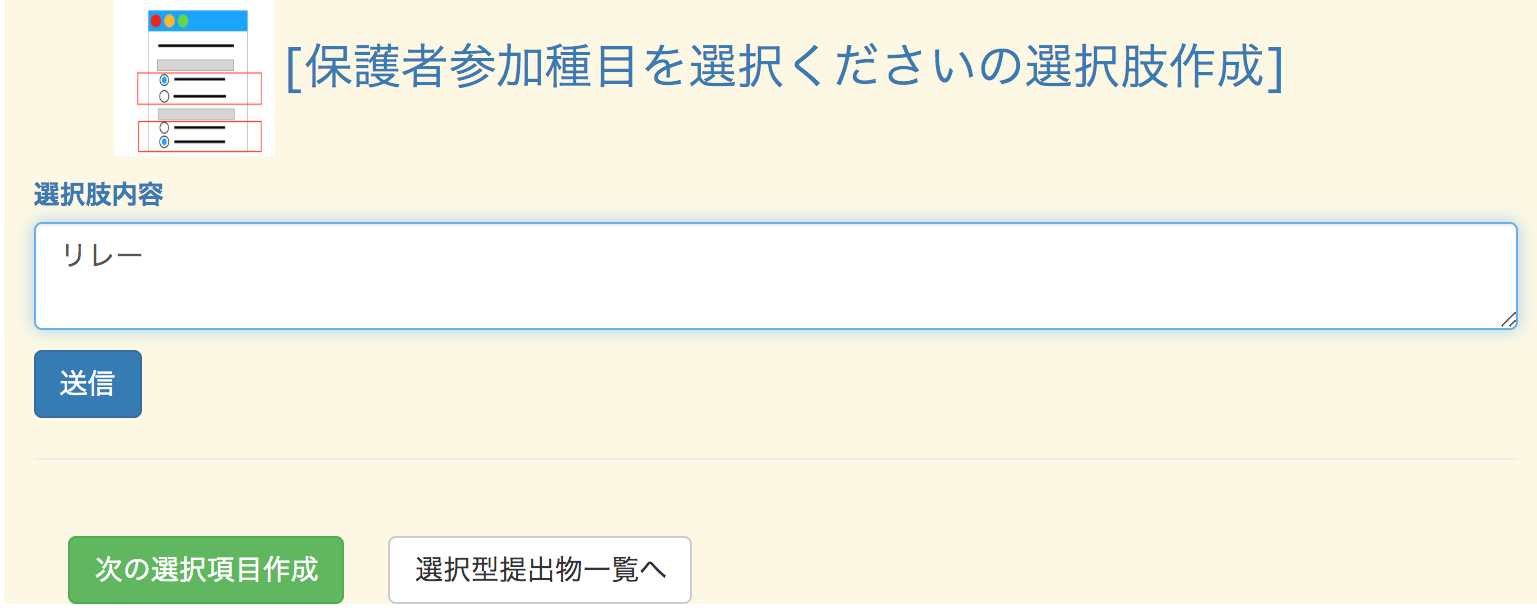 [保護者参加種目を選択くださいの選択肢作成]
選択肢内容
リレー
送信
次の選択項目作成
選択型提出物一覧へ